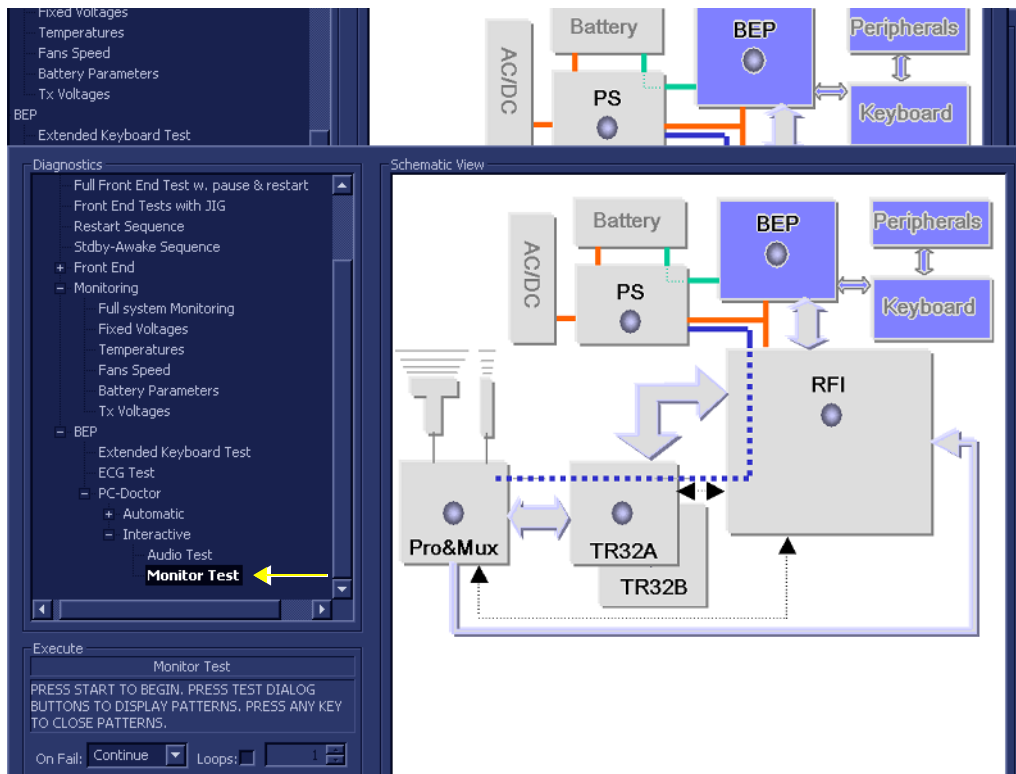 Fixed Voltages
Temperatures
Fans Speed
Battery Parameters
Tx Voltages
BEP
Extended Keyboard Test
AC/DC
Battery
PS
BEP
Peripherals
Keyboard
Diagnostics
Full Front End Test w. pause & restart
Front End Tests with JIG
Restart Sequence
Stdby-Awake Sequence
Front End
Monitoring
Full system Monitoring
Fixed Voltages
Temperatures
Fans Speed
Battery Parameters
Tx Voltages
BEP
Extended Keyboard Test
ECG Test
PC-Doctor
Automatic
Interactive
Audio Test
Monitor Test
Execute
Monitor Test
PRESS START TO BEGIN. PRESS TEST DIALOG
BUTTONS TO DISPLAY PATTERNS. PRESS ANY KEY
TO CLOSE PATTERNS.
On Fail: Continue Loops: 1
Schematic View
AC/DC
Battery
PS
BEP
Peripherals
Keyboard
RFI
Pro&Mux
TR32A
TR32B